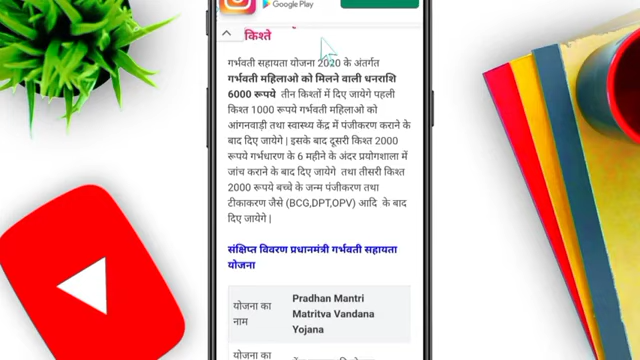 Google Play
किश्ते
गर्भवती सहायता योजना 2020 के अंतर्गत
गर्भवती महिलाओ को मिलने वाली धनराशि
6000 रूपये तीन किश्तों में दिए जायेगे पहली
किश्त 1000 रूपये गर्भवती महिलाओ को
आंगनवाड़ी तथा स्वास्थ्य केंद्र में पंजीकरण कराने के
बाद दिए जायेगे | इसके बाद दूसरी किश्त 2000
रूपये गर्भधारण के 6 महीने के अंदर प्रयोगशाला में
जांच कराने के बाद दिए जायेगे तथा तीसरी किश्त
2000 रूपये बच्चे के जन्म पंजीकरण तथा
टीकाकरण जैसे (BCG,DPT,OPV) आदि के बाद
दिए जायेगे |
संक्षिप्त विवरण प्रधानमंत्री गर्भवती सहायता
योजना
योजना का
नाम
Pradhan Mantri
Matritva Vandana
Yojana
योजना का